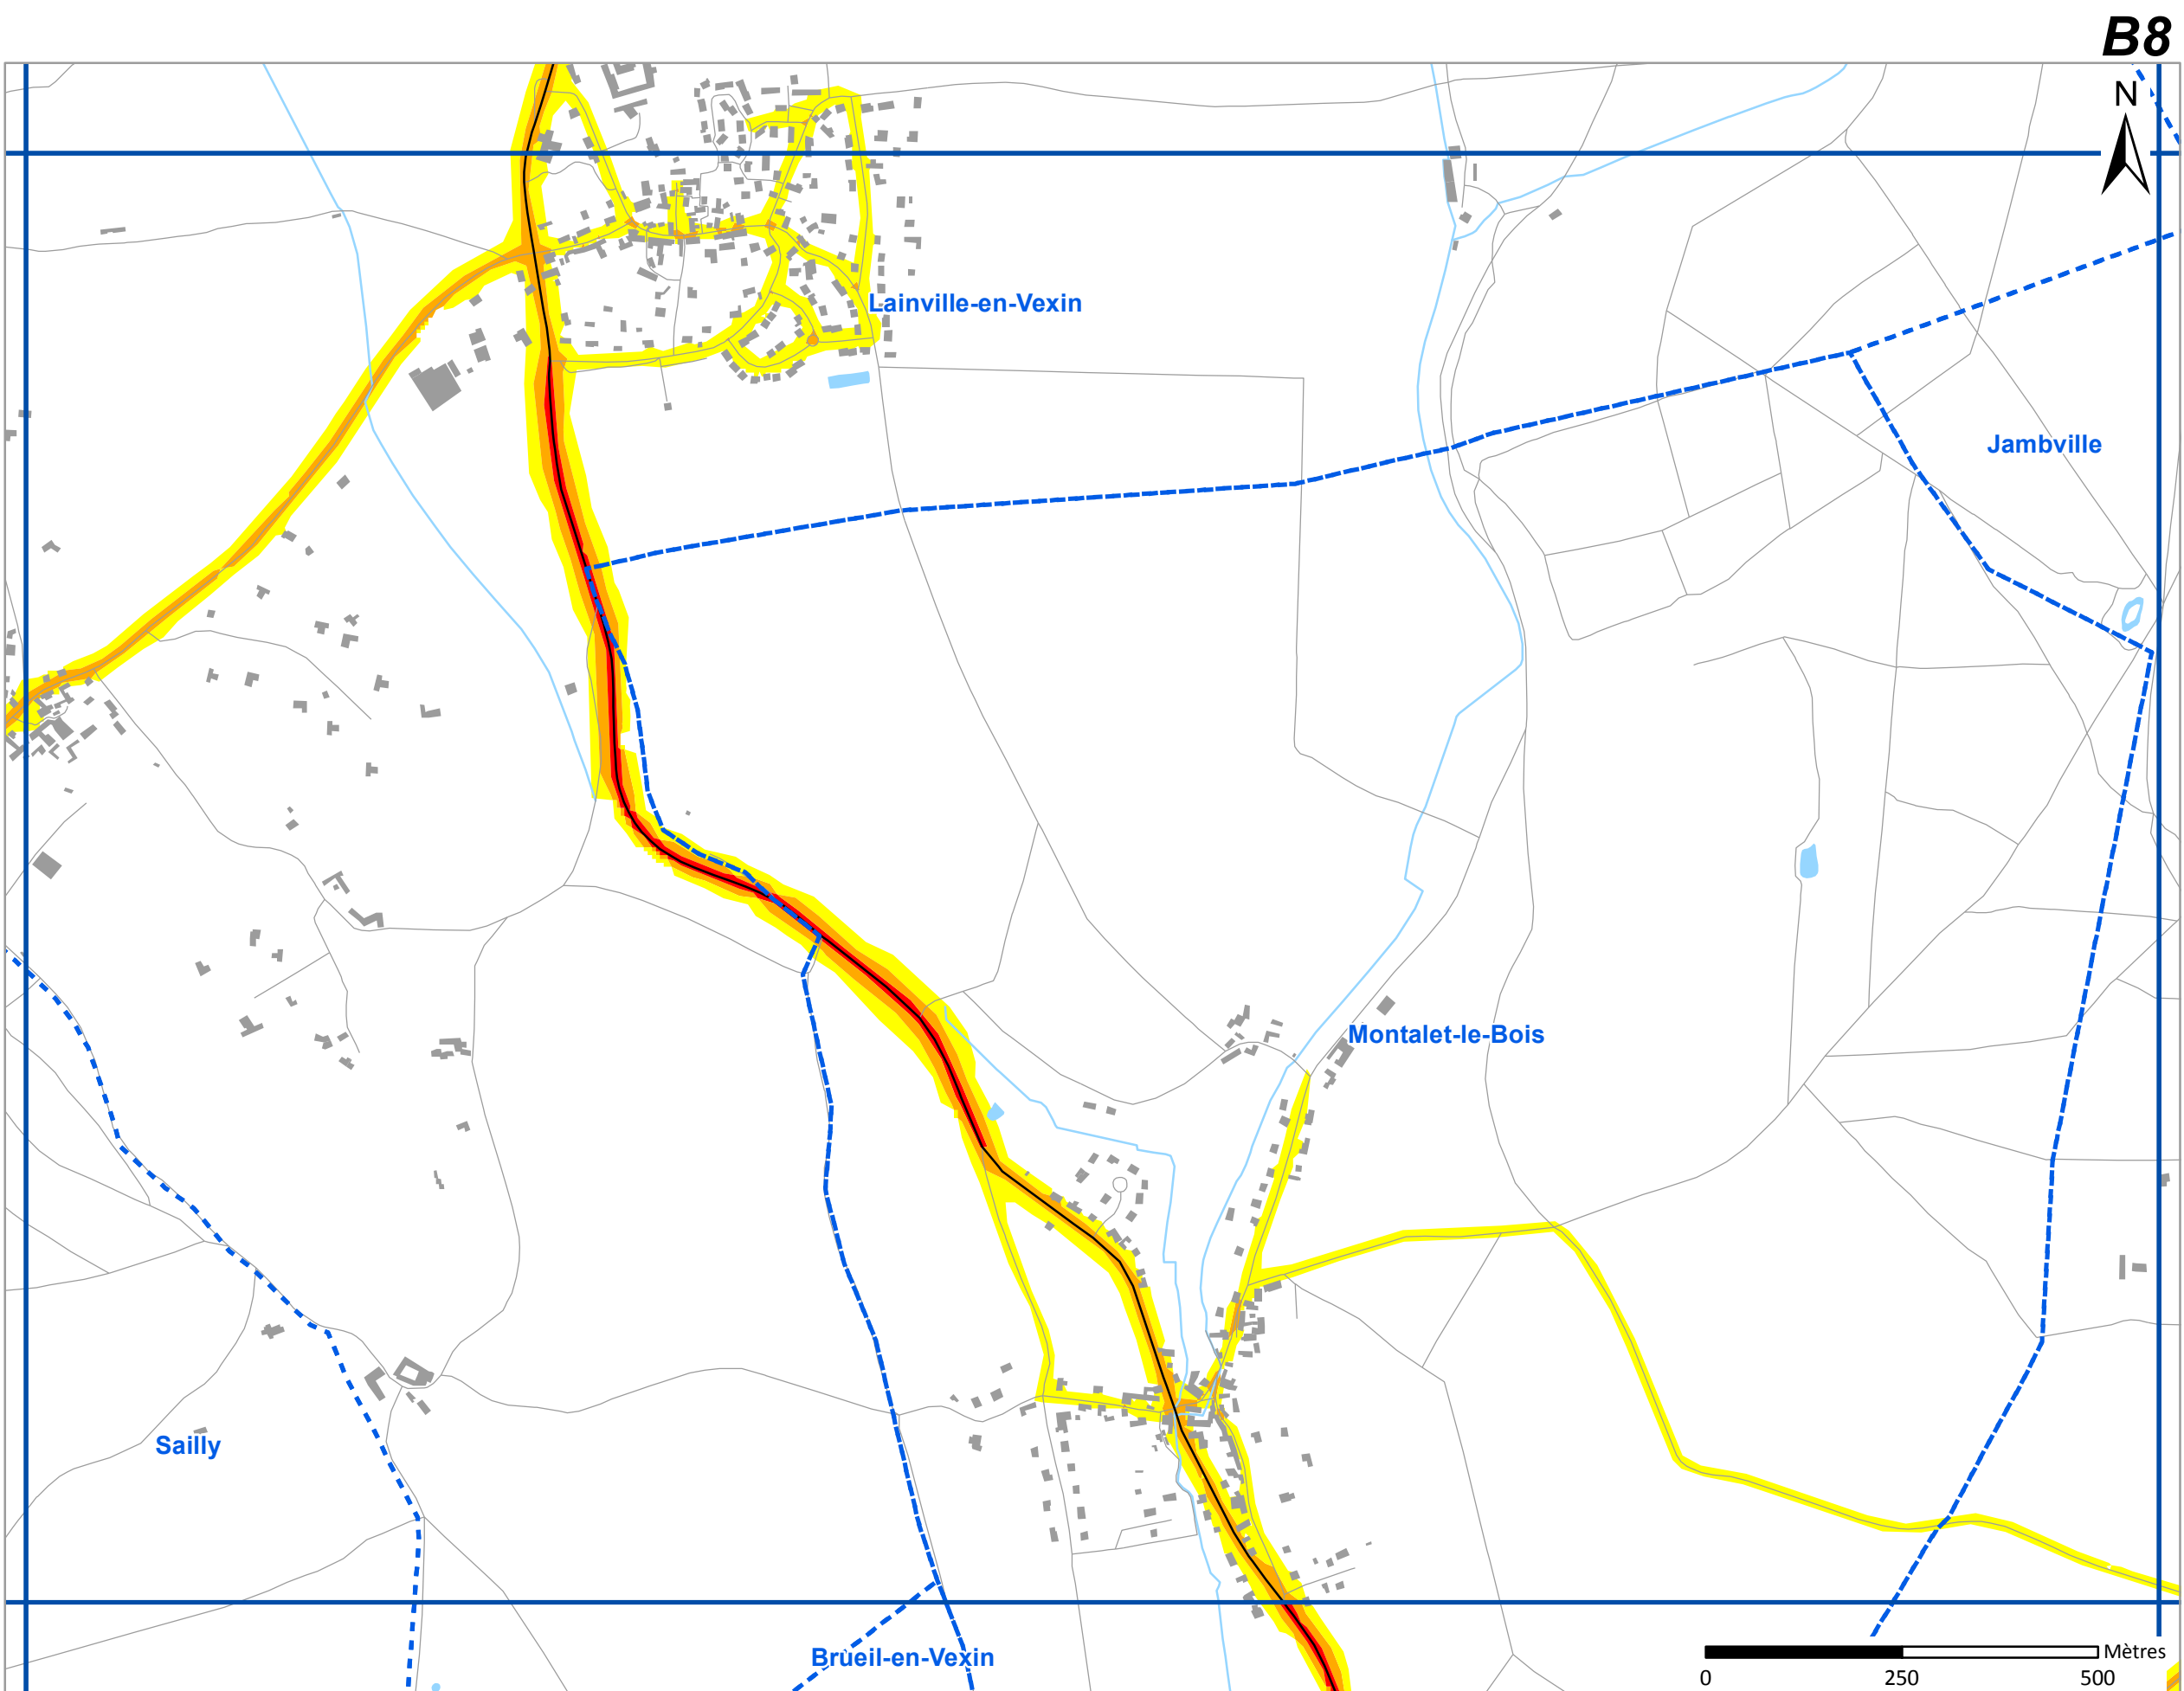 B8
N
Lainville-en-Vexin
Jambville
Montalet-le-Bois
Sailly
Brueil-en-Vexin
Mètres
0 250 500